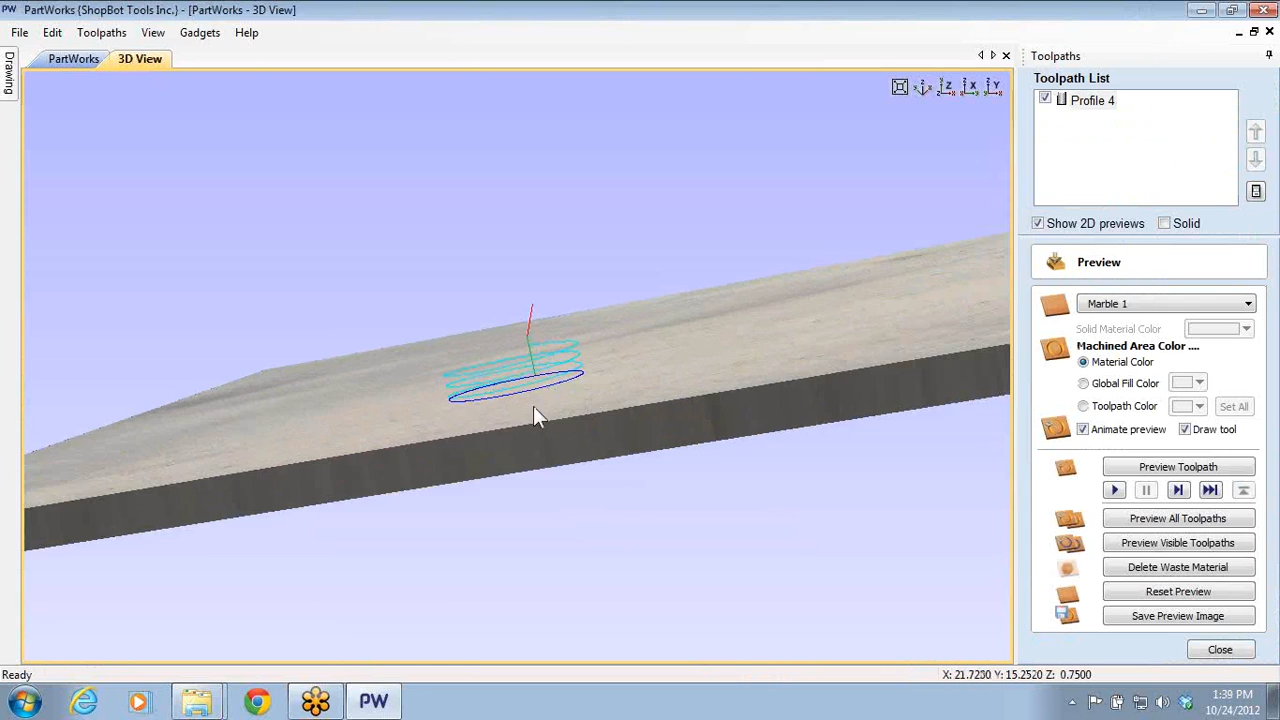 PW PartWorks {ShopBot Tools Inc.} - [PartWorks - 3D View]
File Edit Toolpaths View Gadgets Help
PartWorks 3D View
Drawing
Z X Y
Toolpaths
Toolpath List
Profile 4
Show 2D previews Solid
Preview
Marble 1
Solid Material Color
Machined Area Color ....
Material Color
Global Fill Color
Toolpath Color Set All
Animate preview Draw tool
Preview Toolpath
Preview All Toolpaths
Preview Visible Toolpaths
Delete Waste Material
Reset Preview
Save Preview Image
Close
Ready X: 21.7280 Y: 15.2520 Z: 0.7500
PW
1:39 PM
10/24/2012